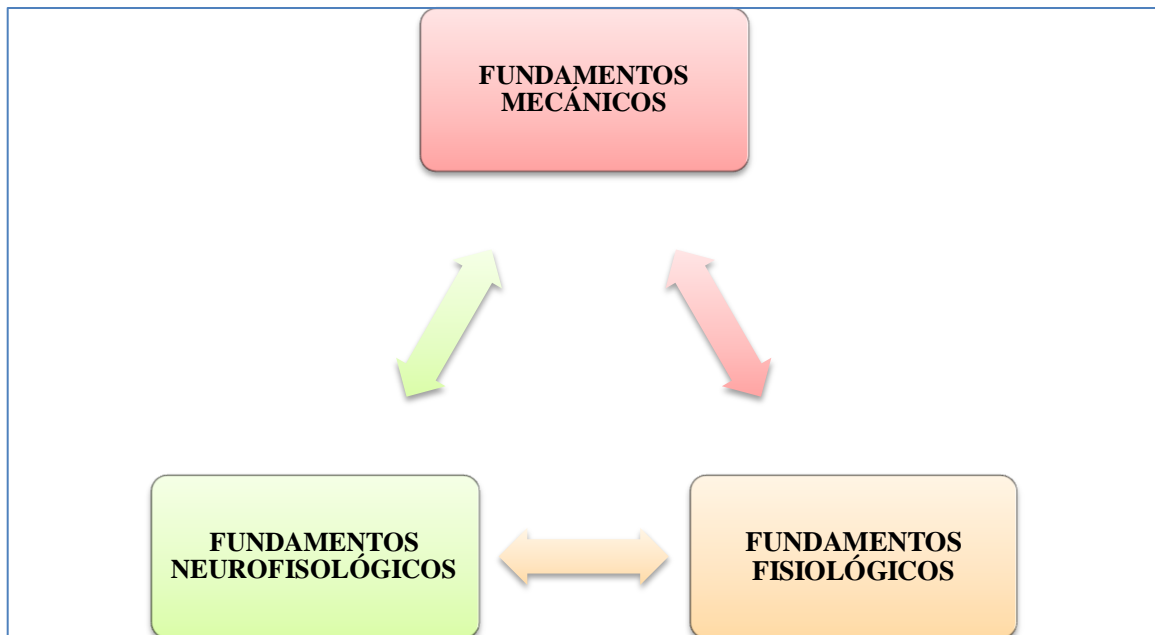 FUNDAMENTOS
MECÁNICOS
FUNDAMENTOS
NEUROFISOLÓGICOS
FUNDAMENTOS
FISIOLÓGICOS